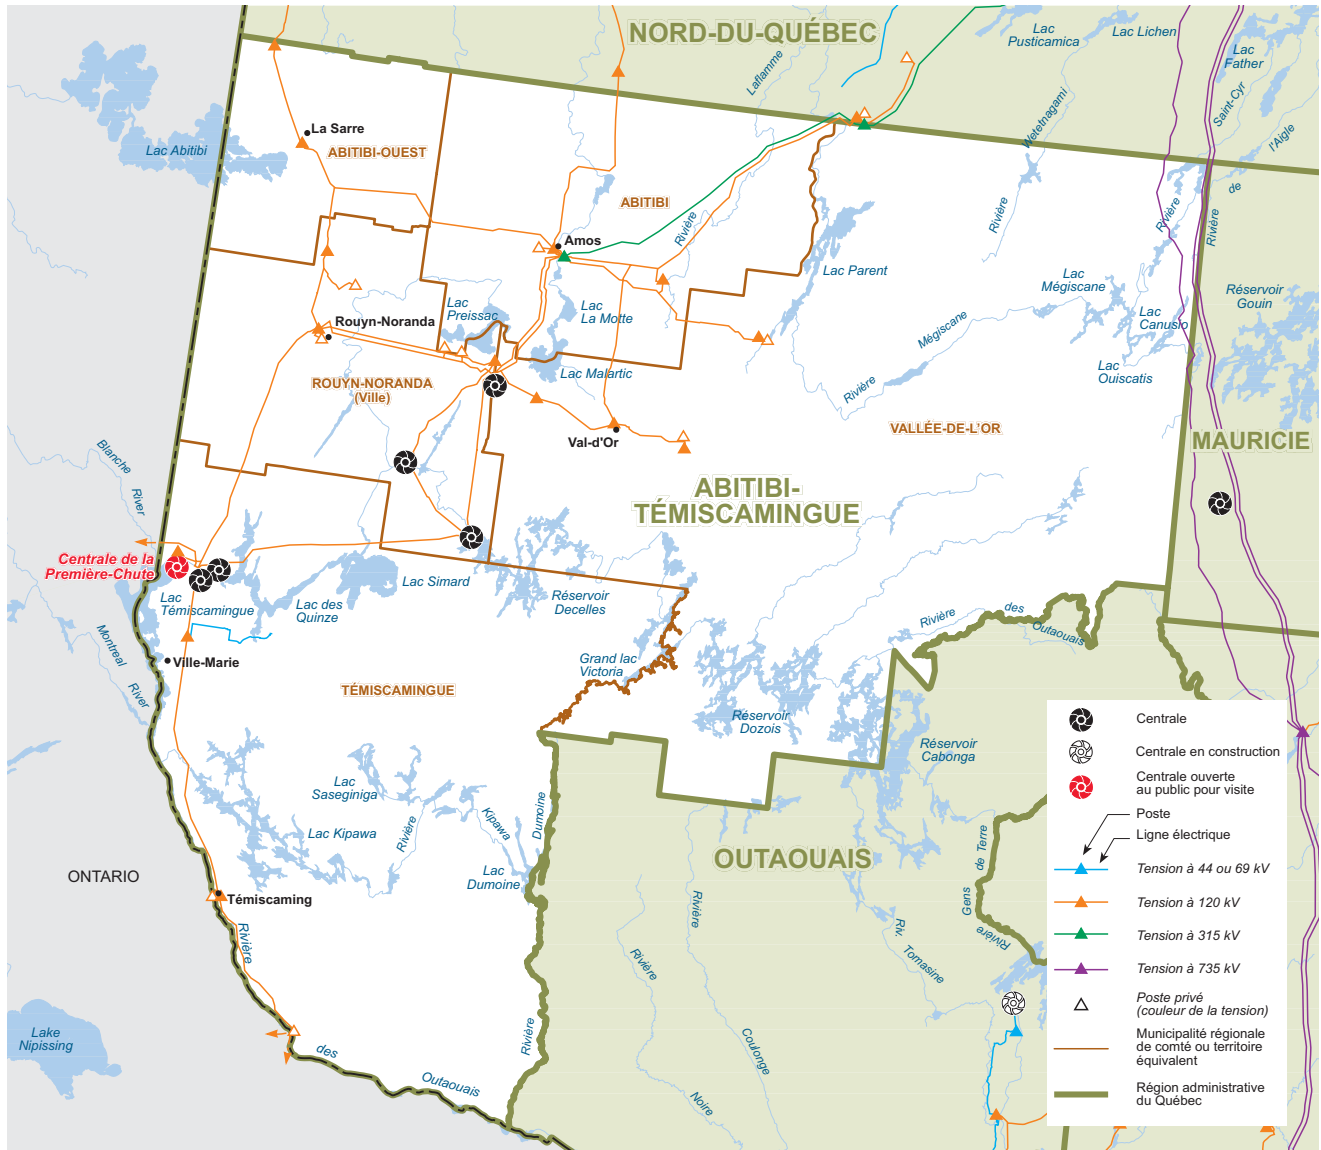 NORD-DU-QUÉBEC
Lac
Pusticamica
Lac Lichen
Lac
Father
Laflamme
Saint-Cyr
Wetetnagami
l'Aigle
de
La Sarre
Lac Abitibi
ABITIBI-OUEST
ABITIBI
Rivière
Rivière
Rivière
Rivière
Amos
Lac Parent
Lac
Mégiscane
Réservoir
Gouin
Lac
Preissac
Lac
La Motte
Lac
Canusio
Rouyn-Noranda
Mégiscane
Lac Malartic
Lac
Ouiscatis
ROUYN-NORANDA
(Ville)
Rivière
Val-d'Or
VALLÉE-DE-L'OR
MAURICIE
Blanche
River
ABITIBI-
TÉMISCAMINGUE
Centrale de la
Première-Chute
Lac
Témiscamingue
Lac des
Quinze
Lac Simard
Réservoir
Decelles
Rivière
des
Outaouais
Montreal
River
Ville-Marie
Grand lac
Victoria
TÉMISCAMINGUE
Réservoir
Dozois
Réservoir
Cabonga
Lac
Saseginiga
Lac Kipawa
Rivière
Kipawa
Dumoine
Lac
Dumoine
OUTAOUAIS
ONTARIO
Témiscaming
Rivière
Rivière
Rivière
Riv.
Tomasine
Gens
de Terre
Rivière
Lake
Nipissing
des
Outaouais
Rivière
Coulonge
Noire
Centrale
Centrale en construction
Centrale ouverte
au public pour visite
Poste
Ligne électrique
Tension à 44 ou 69 kV
Tension à 120 kV
Tension à 315 kV
Tension à 735 kV
Poste privé
(couleur de la tension)
Municipalité régionale
de comté ou territoire
équivalent
Région administrative
du Québec